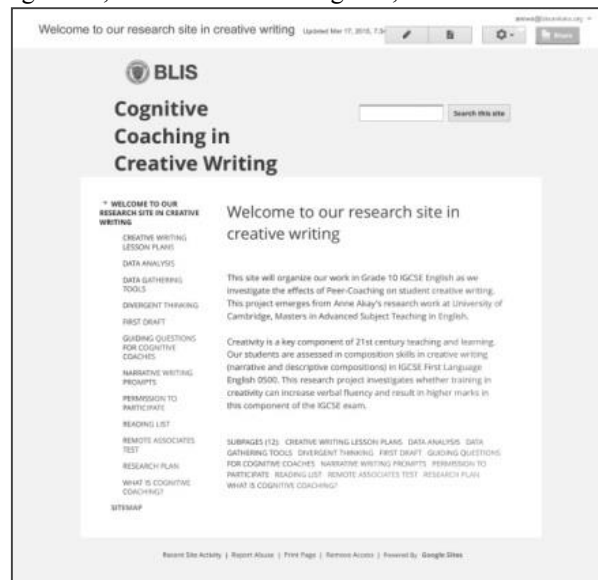 Welcome to our research site in creative writing Updated Mar 17, 2015,
BLIS
Cognitive
Coaching in
Creative Writing
Search this site
WELCOME TO OUR
RESEARCH SITE IN CREATIVE
WRITING
CREATIVE WRITING
LESSON PLANS
DATA ANALYSIS
DATA GATHERING
TOOLS
DIVERGENT THINKING
FIRST DRAFT
GUIDING QUESTIONS
FOR COGNITIVE
COACHES
NARRATIVE WRITING
PROMPTS
PERMISSION TO
PARTICIPATE
READING LIST
REMOTE ASSOCIATES
TEST
RESEARCH PLAN
WHAT IS COGNITIVE
COACHING?
SITEMAP
Welcome to our research site in
creative writing
This site will organize our work in Grade 10 IGCSE English as we
investigate the effects of Peer-Coaching on student creative writing.
This project emerges from Anne Akay's research work at University of
Cambridge, Masters in Advanced Subject Teaching in English.
Creativity is a key component of 21st century teaching and learning.
Our students are assessed in composition skills in creative writing
(narrative and descriptive compositions) in IGCSE First Language
English 0500. This research project investigates whether training in
creativity can increase verbal fluency and result in higher marks in
this component of the IGCSE exam.
SUBPAGES (12): CREATIVE WRITING LESSON PLANS DATA ANALYSIS DATA
GATHERING TOOLS DIVERGENT THINKING FIRST DRAFT GUIDING QUESTIONS
FOR COGNITIVE COACHES NARRATIVE WRITING PROMPTS PERMISSION TO
PARTICIPATE READING LIST REMOTE ASSOCIATES TEST RESEARCH PLAN
WHAT IS COGNITIVE COACHING?
Recent Site Activity | Report Abuse | Print Page | Remove Access | Powered By Google Sites